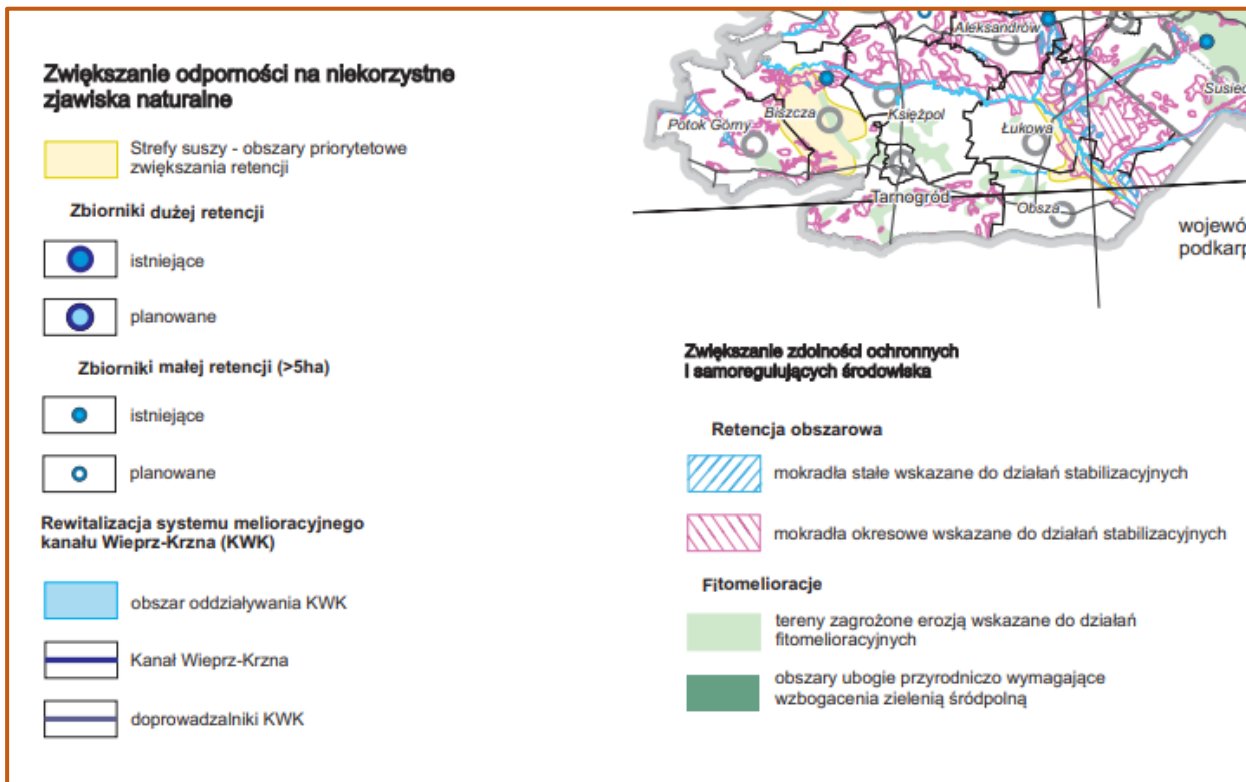 Zwiększanie odporności na niekorzystne
zjawiska naturalne
Strefy suszy - obszary priorytetowe
zwiększania retencji
Zbiorniki dużej retencji
istniejące
planowane
Zbiorniki małej retencji (>5ha)
istniejące
planowane
Rewitalizacja systemu melioracyjnego
kanału Wieprz-Krzna (KWK)
obszar oddziaływania KWK
Kanał Wieprz-Krzna
doprowadzalniki KWK
Aleksandrów
Susiec
Biszcza
Księżpol
Potok Górny
Łukowa
Tarnogród
Obsza
wojewó
podkarp
Zwiększanie zdolności ochronnych
i samoregulujących środowiska
Retencja obszarowa
mokradła stałe wskazane do działań stabilizacyjnych
mokradła okresowe wskazane do działań stabilizacyjnych
Fitomelioracje
tereny zagrożone erozją wskazane do działań
fitomelioracyjnych
obszary ubogie przyrodniczo wymagające
wzbogacenia zielenią śródpolną